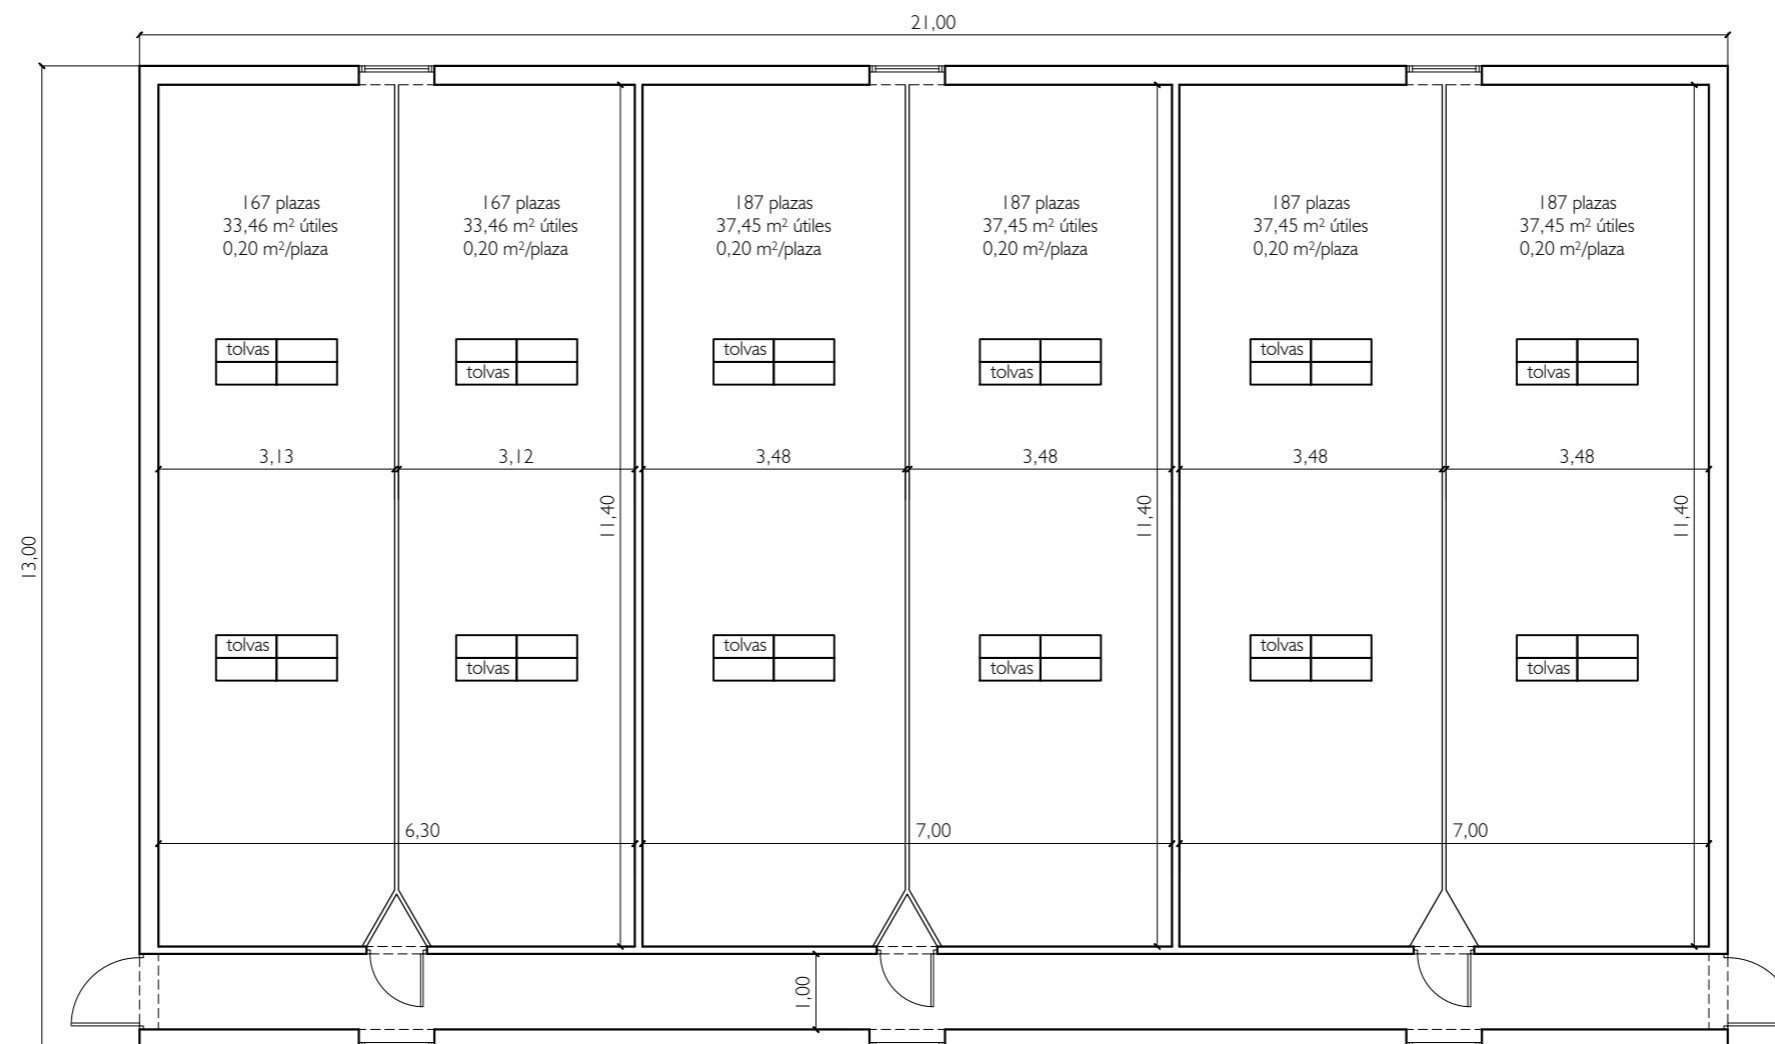 21,00
167 plazas
33,46 m² útiles
0,20 m²/plaza
167 plazas
33,46 m² útiles
0,20 m²/plaza
187 plazas
37,45 m² útiles
0,20 m²/plaza
187 plazas
37,45 m² útiles
0,20 m²/plaza
187 plazas
37,45 m² útiles
0,20 m²/plaza
187 plazas
37,45 m² útiles
0,20 m²/plaza
tolvas
tolvas
tolvas
tolvas
tolvas
tolvas
3,13
3,12
3,48
3,48
3,48
3,48
11,40
11,40
11,40
13,00
tolvas
tolvas
tolvas
tolvas
tolvas
tolvas
6,30
7,00
7,00
1,00